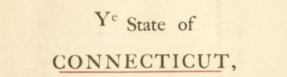 Yᵉ State of
CONNECTICUT,